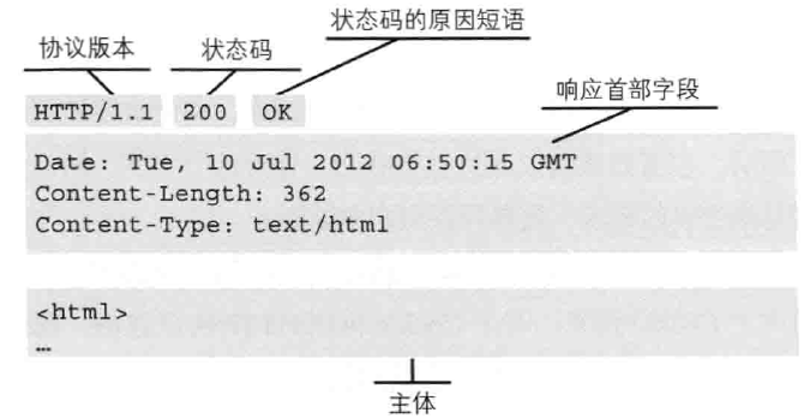 状态码的原因短语
协议版本 状态码
响应首部字段
HTTP/1.1 200 OK
Date: Tue, 10 Jul 2012 06:50:15 GMT
Content-Length: 362
Content-Type: text/html
<html>
…
主体